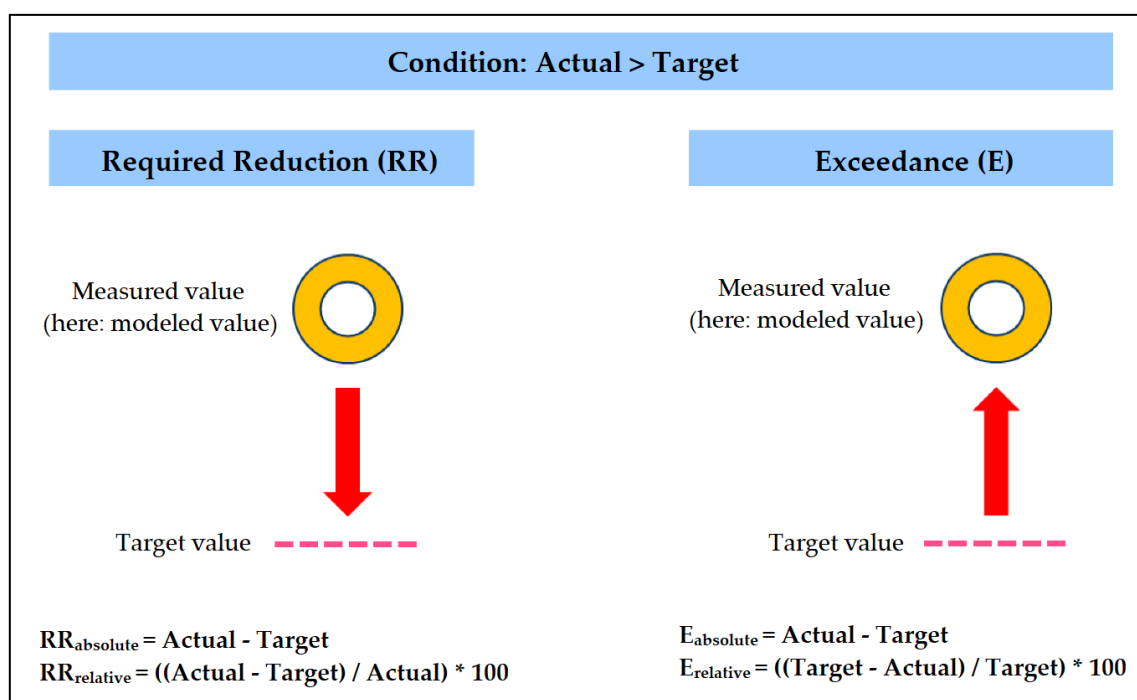 Condition: Actual > Target
Required Reduction (RR)
Exceedance (E)
Measured value
(here: modeled value)
Measured value
(here: modeled value)
Target value
Target value
RRabsolute = Actual - Target
RRrelative = ((Actual - Target) / Actual) * 100
Eabsolute = Actual - Target
Erelative = ((Target - Actual) / Target) * 100